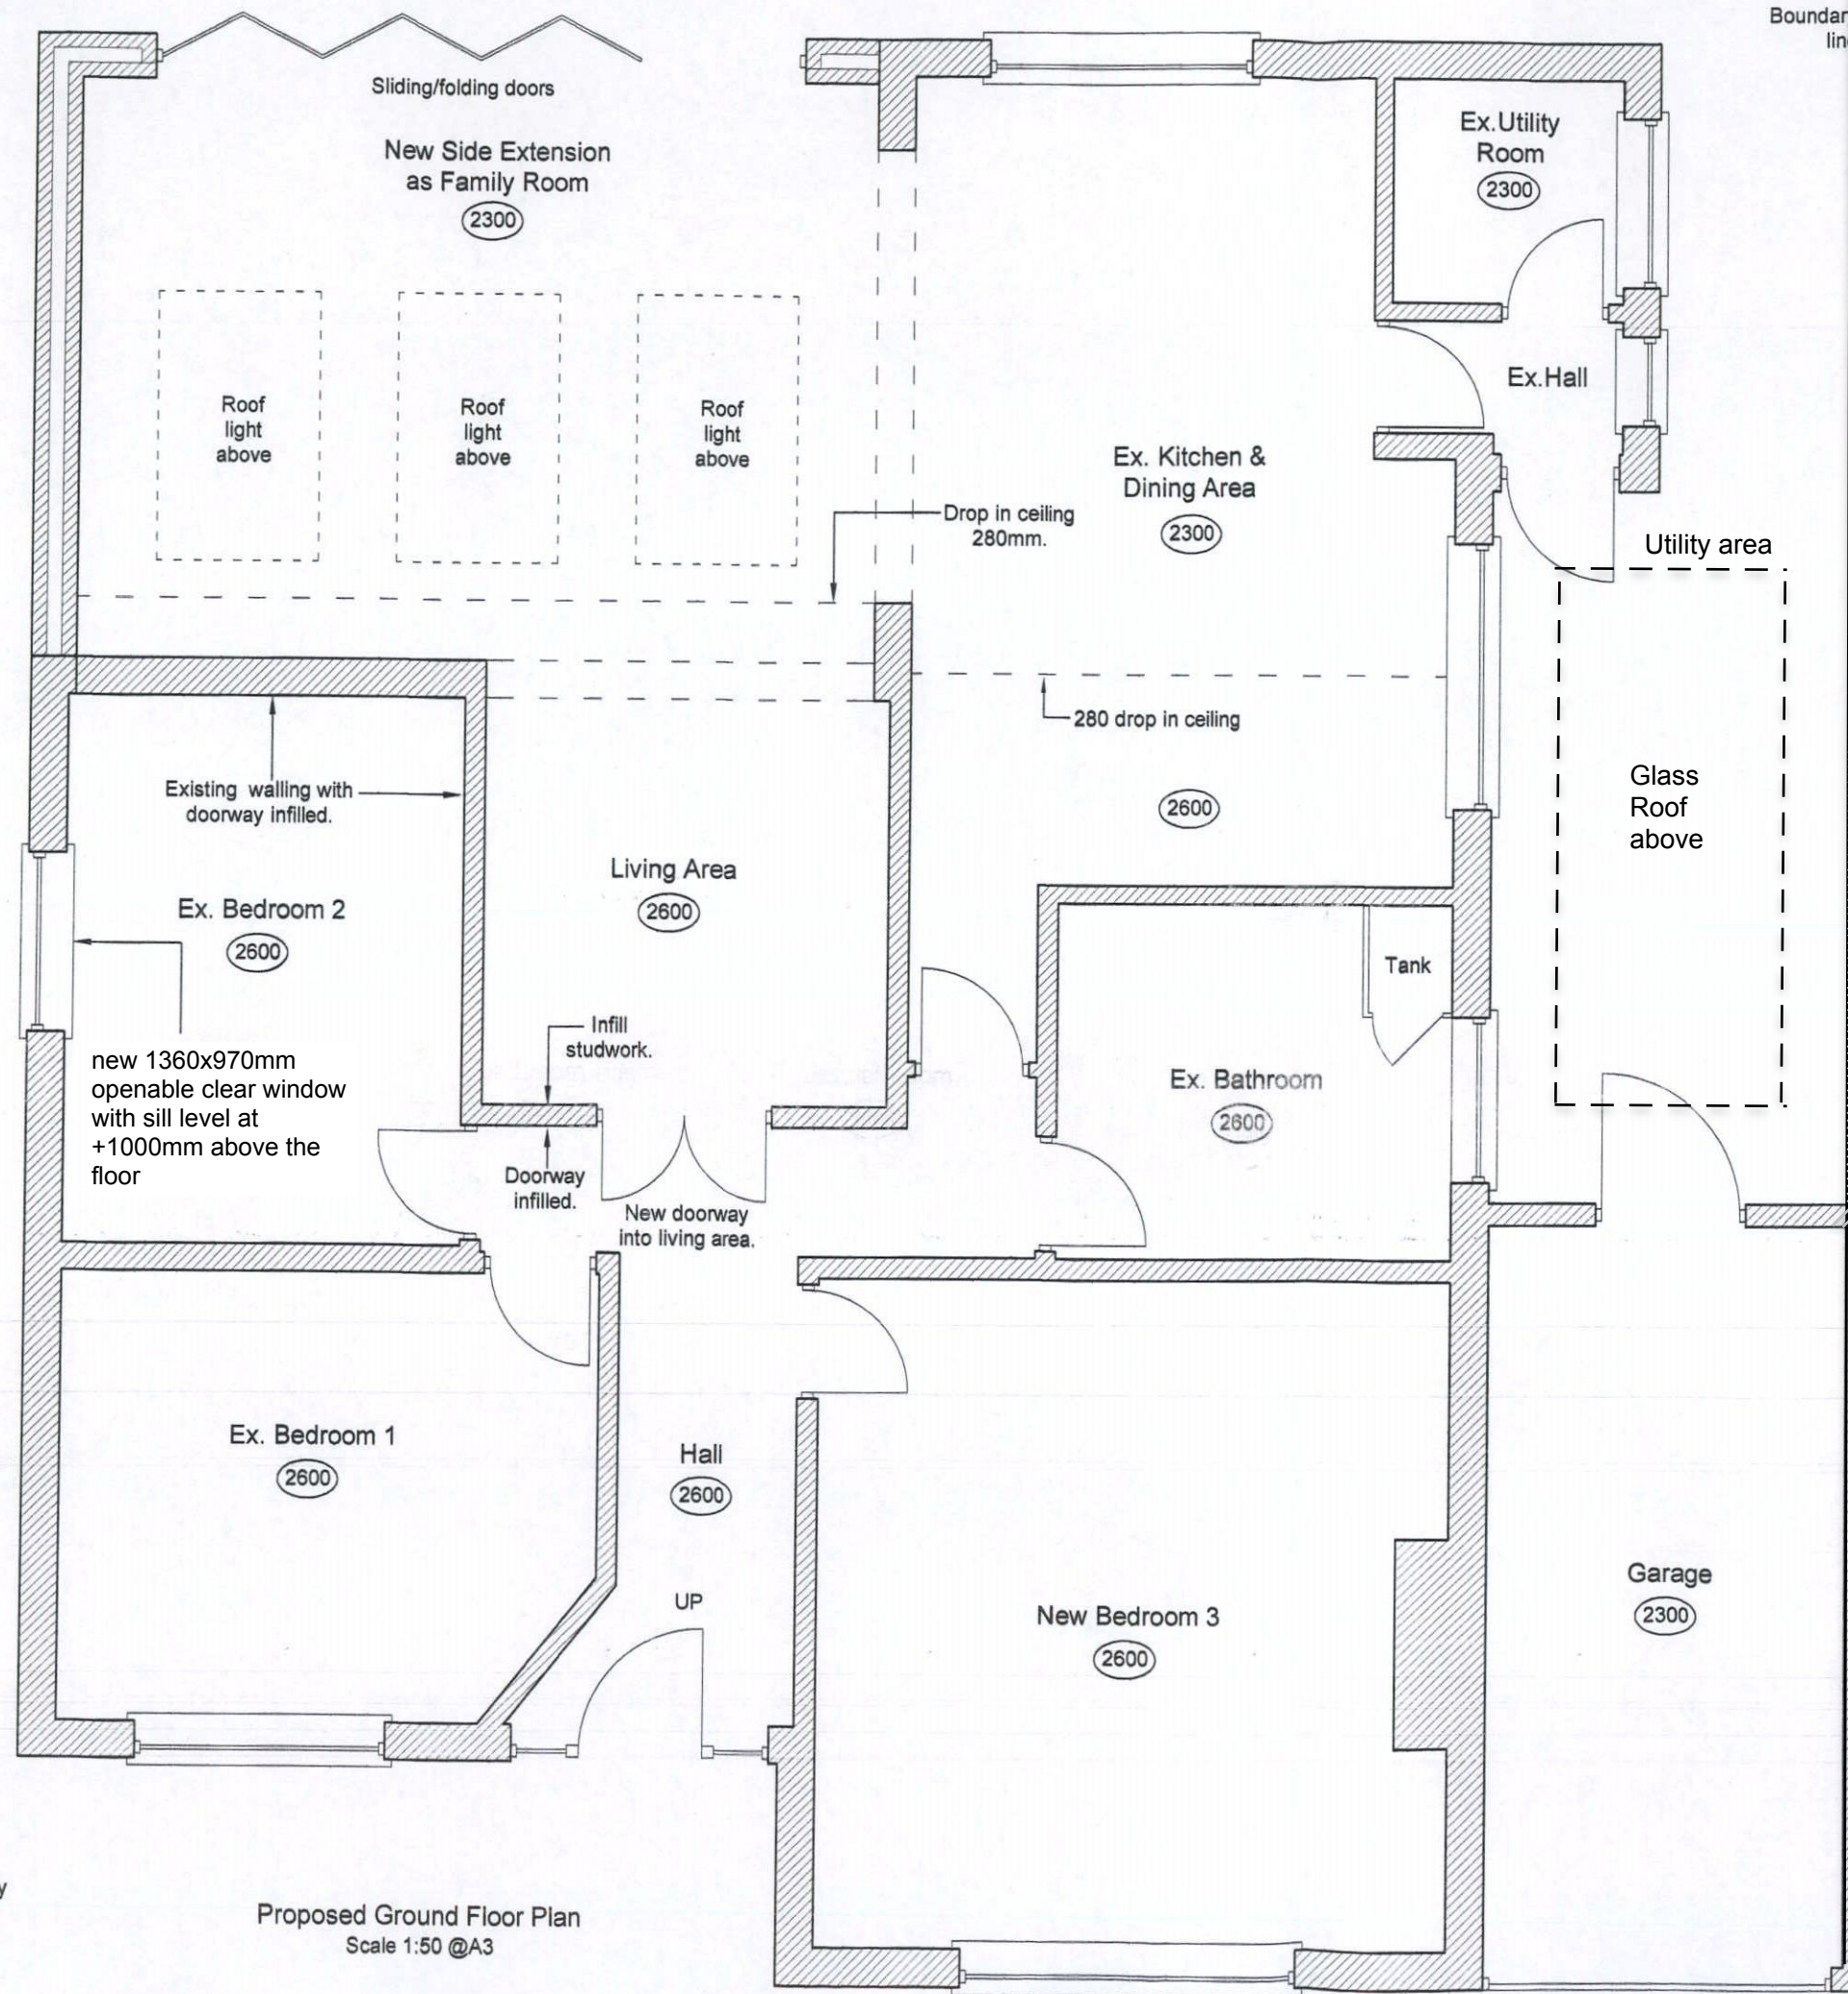 Boundar
lin
Sliding/folding doors
New Side Extension
as Family Room
2300
Ex.Utility
Room
2300
Roof
light
above
Roof
light
above
Roof
light
above
Ex.Hall
Ex. Kitchen &
Dining Area
2300
Drop in ceiling
280mm.
Utility area
280 drop in ceiling
Existing walling with
doorway infilled.
2600
Glass
Roof
above
Living Area
2600
Ex. Bedroom 2
2600
Tank
Infill
studwork.
new 1360x970mm
openable clear window
with sill level at
+1000mm above the
floor
Ex. Bathroom
2600
Doorway
infilled.
New doorway
into living area.
Ex. Bedroom 1
2600
Hall
2600
UP
New Bedroom 3
2600
Garage
2300
y
Proposed Ground Floor Plan
Scale 1:50 @A3